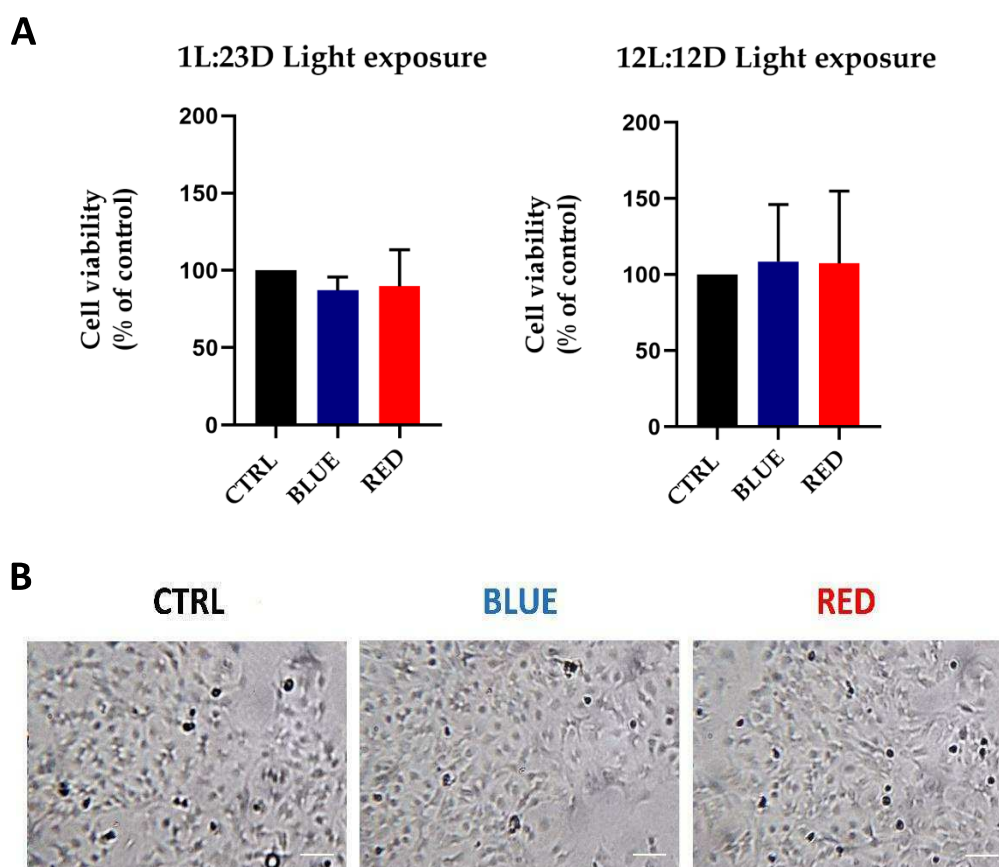 A
1L:23D Light exposure
12L:12D Light exposure
Cell viability
(% of control)
200
150
100
50
0
CTRL
BLUE
RED
Cell viability
(% of control)
200
150
100
50
0
CTRL
BLUE
RED
B
CTRL
BLUE
RED